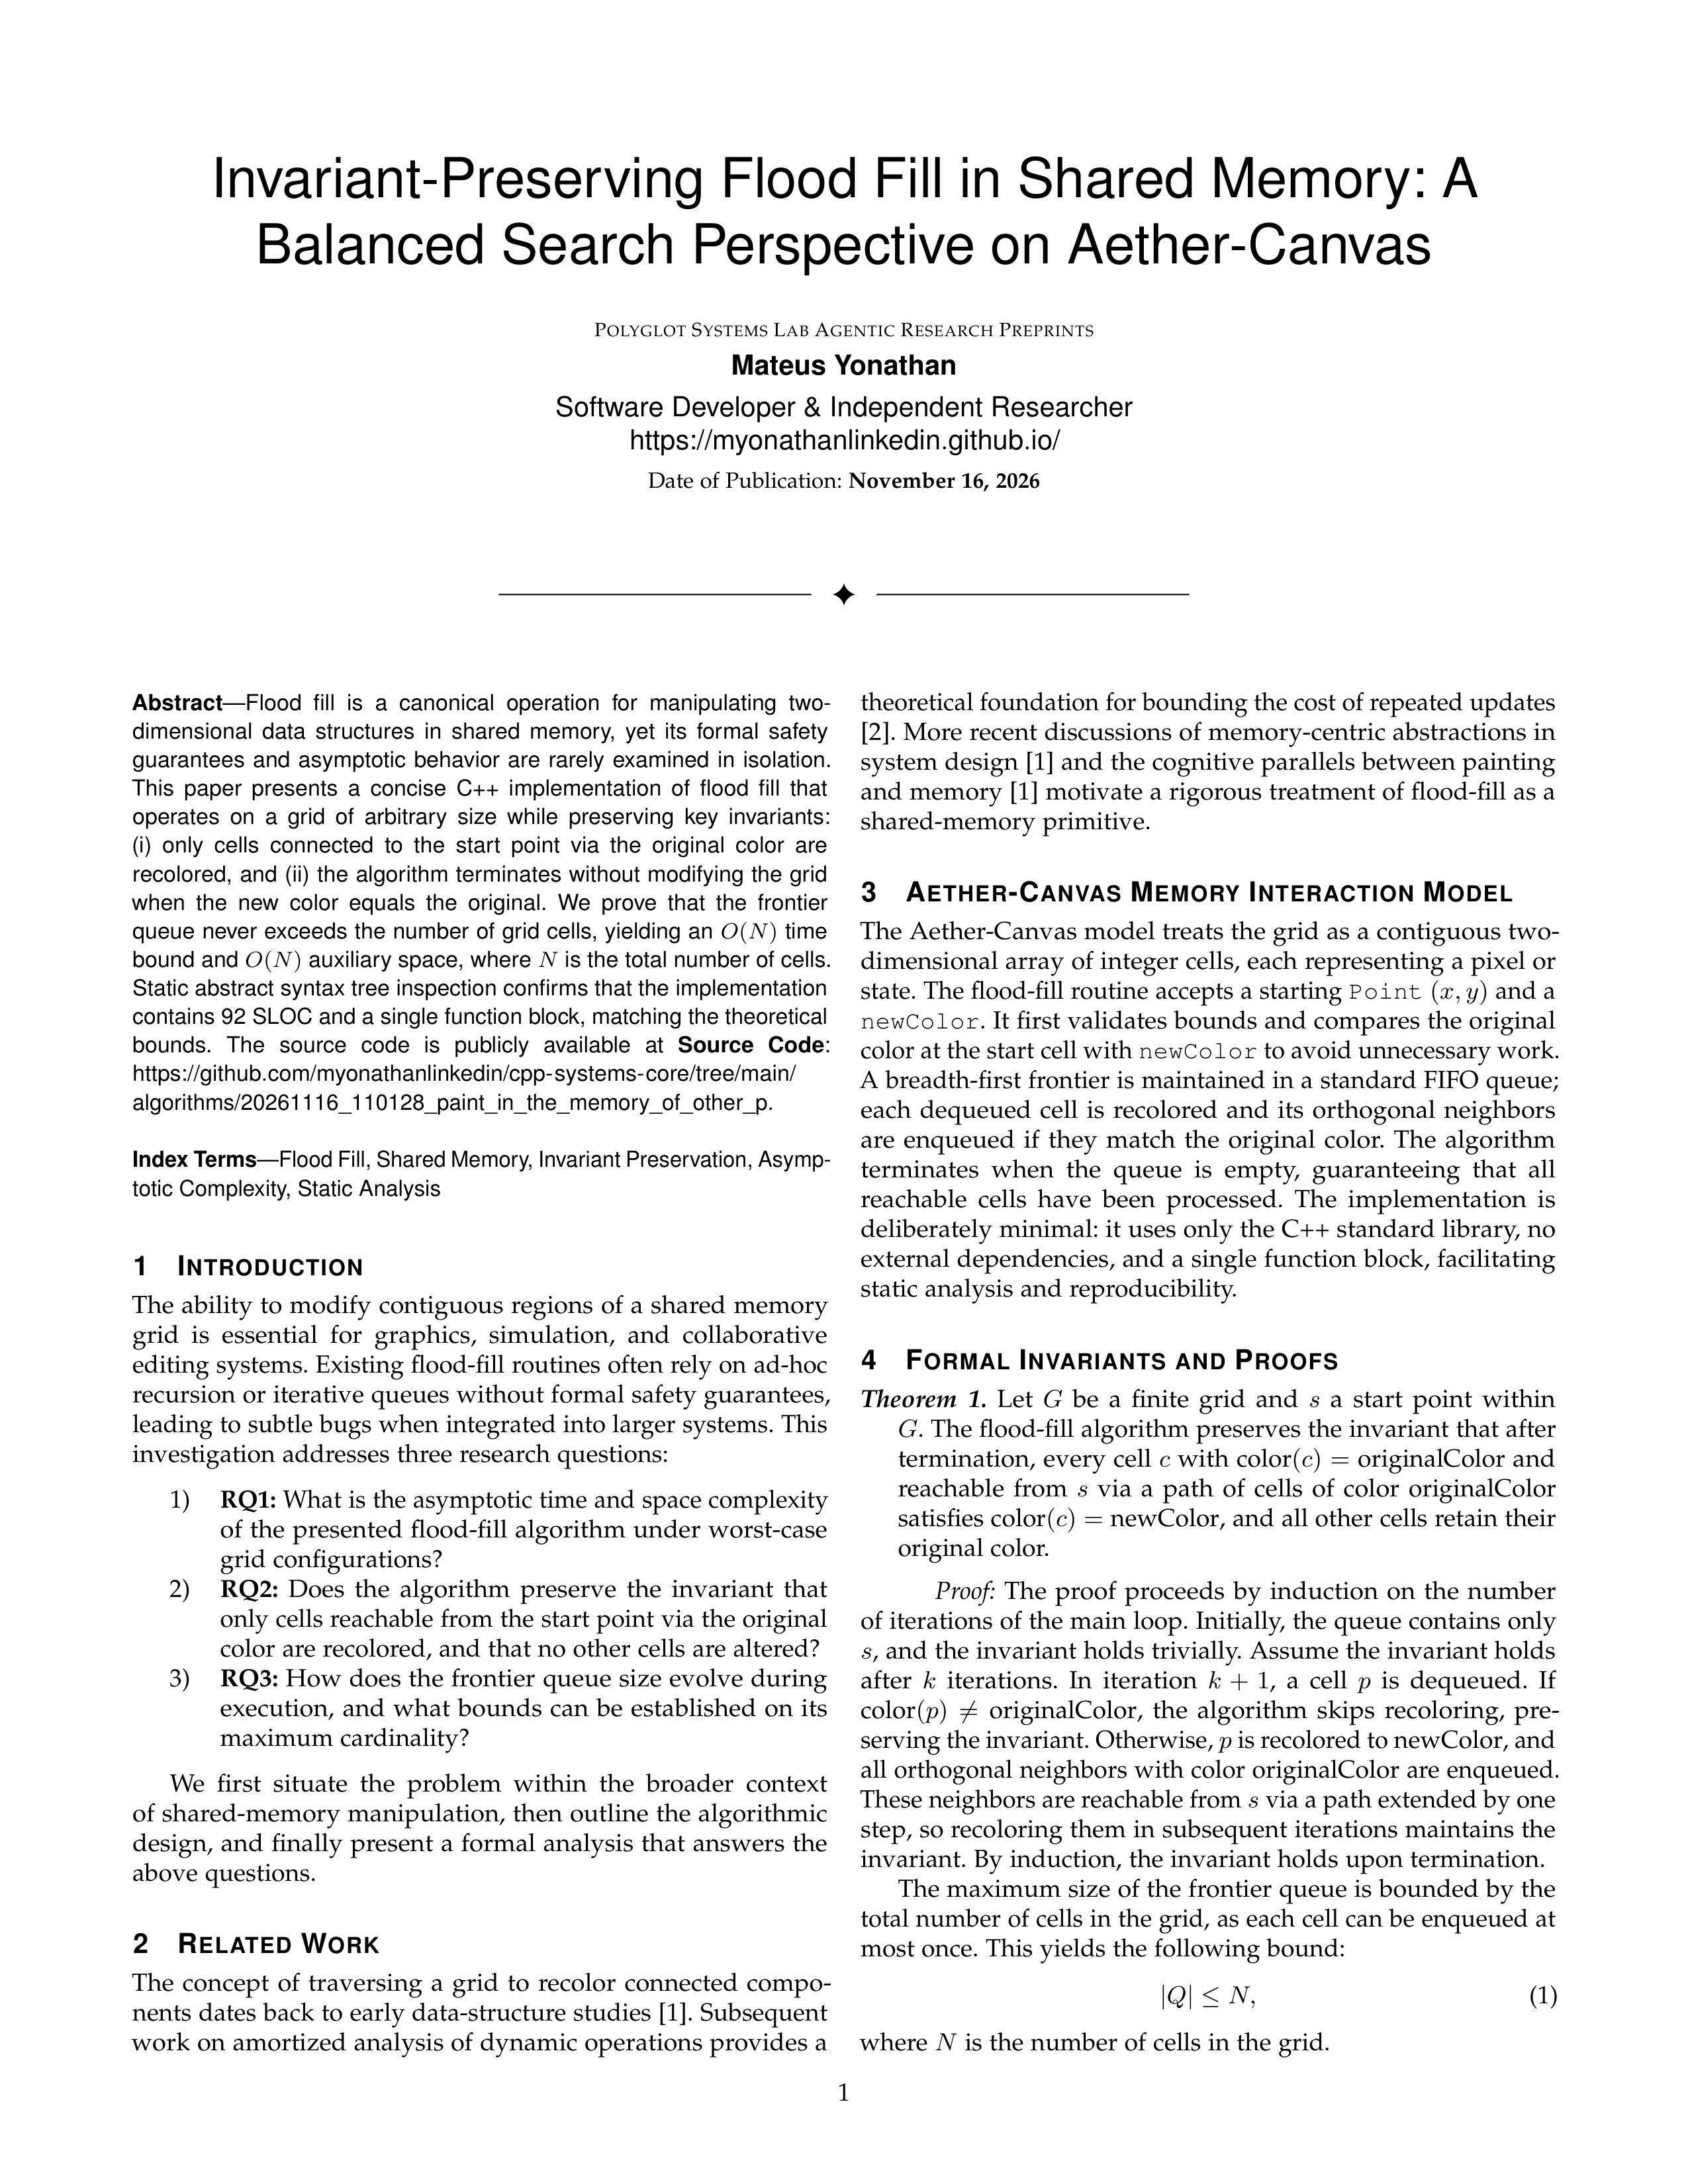 Invariant-Preserving Flood Fill in Shared Memory: A
Balanced Search Perspective on Aether-Canvas
POLYGLOT SYSTEMS LAB AGENTIC RESEARCH PREPRINTS
Mateus Yonathan
Software Developer & Independent Researcher
https://myonathanlinkedin.github.io/
Date of Publication: November 16, 2026
Abstract—Flood fill is a canonical operation for manipulating two-
dimensional data structures in shared memory, yet its formal safety
guarantees and asymptotic behavior are rarely examined in isolation.
This paper presents a concise C++ implementation of flood fill that
operates on a grid of arbitrary size while preserving key invariants:
(i) only cells connected to the start point via the original color are
recolored, and (ii) the algorithm terminates without modifying the grid
when the new color equals the original. We prove that the frontier
queue never exceeds the number of grid cells, yielding an O(N) time
bound and O(N) auxiliary space, where N is the total number of cells.
Static abstract syntax tree inspection confirms that the implementation
contains 92 SLOC and a single function block, matching the theoretical
bounds. The source code is publicly available at Source Code:
https://github.com/myonathanlinkedin/cpp-systems-core/tree/main/
algorithms/20261116_110128_paint_in_the_memory_of_other_p.
Index Terms—Flood Fill, Shared Memory, Invariant Preservation, Asymp-
totic Complexity, Static Analysis
1 INTRODUCTION
The ability to modify contiguous regions of a shared memory
grid is essential for graphics, simulation, and collaborative
editing systems. Existing flood-fill routines often rely on ad-hoc
recursion or iterative queues without formal safety guarantees,
leading to subtle bugs when integrated into larger systems. This
investigation addresses three research questions:
1) RQ1: What is the asymptotic time and space complexity
of the presented flood-fill algorithm under worst-case
grid configurations?
2) RQ2: Does the algorithm preserve the invariant that
only cells reachable from the start point via the original
color are recolored, and that no other cells are altered?
3) RQ3: How does the frontier queue size evolve during
execution, and what bounds can be established on its
maximum cardinality?
We first situate the problem within the broader context
of shared-memory manipulation, then outline the algorithmic
design, and finally present a formal analysis that answers the
above questions.
2 RELATED WORK
The concept of traversing a grid to recolor connected compo-
nents dates back to early data-structure studies [1]. Subsequent
work on amortized analysis of dynamic operations provides a
theoretical foundation for bounding the cost of repeated updates
[2]. More recent discussions of memory-centric abstractions in
system design [1] and the cognitive parallels between painting
and memory [1] motivate a rigorous treatment of flood-fill as a
shared-memory primitive.
3 AETHER-CANVAS MEMORY INTERACTION MODEL
The Aether-Canvas model treats the grid as a contiguous two-
dimensional array of integer cells, each representing a pixel or
state. The flood-fill routine accepts a starting Point (x, y) and a
newColor. It first validates bounds and compares the original
color at the start cell with newColor to avoid unnecessary work.
A breadth-first frontier is maintained in a standard FIFO queue;
each dequeued cell is recolored and its orthogonal neighbors
are enqueued if they match the original color. The algorithm
terminates when the queue is empty, guaranteeing that all
reachable cells have been processed. The implementation is
deliberately minimal: it uses only the C++ standard library, no
external dependencies, and a single function block, facilitating
static analysis and reproducibility.
4 FORMAL INVARIANTS AND PROOFS
Theorem 1. Let G be a finite grid and s a start point within
G. The flood-fill algorithm preserves the invariant that after
termination, every cell c with color(c) = originalColor and
reachable from s via a path of cells of color originalColor
satisfies color(c) = newColor, and all other cells retain their
original color.
Proof: The proof proceeds by induction on the number
of iterations of the main loop. Initially, the queue contains only
s, and the invariant holds trivially. Assume the invariant holds
after k iterations. In iteration k + 1, a cell p is dequeued. If
color(p) ≠ originalColor, the algorithm skips recoloring, pre-
serving the invariant. Otherwise, p is recolored to newColor, and
all orthogonal neighbors with color originalColor are enqueued.
These neighbors are reachable from s via a path extended by one
step, so recoloring them in subsequent iterations maintains the
invariant. By induction, the invariant holds upon termination.
The maximum size of the frontier queue is bounded by the
total number of cells in the grid, as each cell can be enqueued at
most once. This yields the following bound:
|Q| ≤ N, (1)
where N is the number of cells in the grid.
1